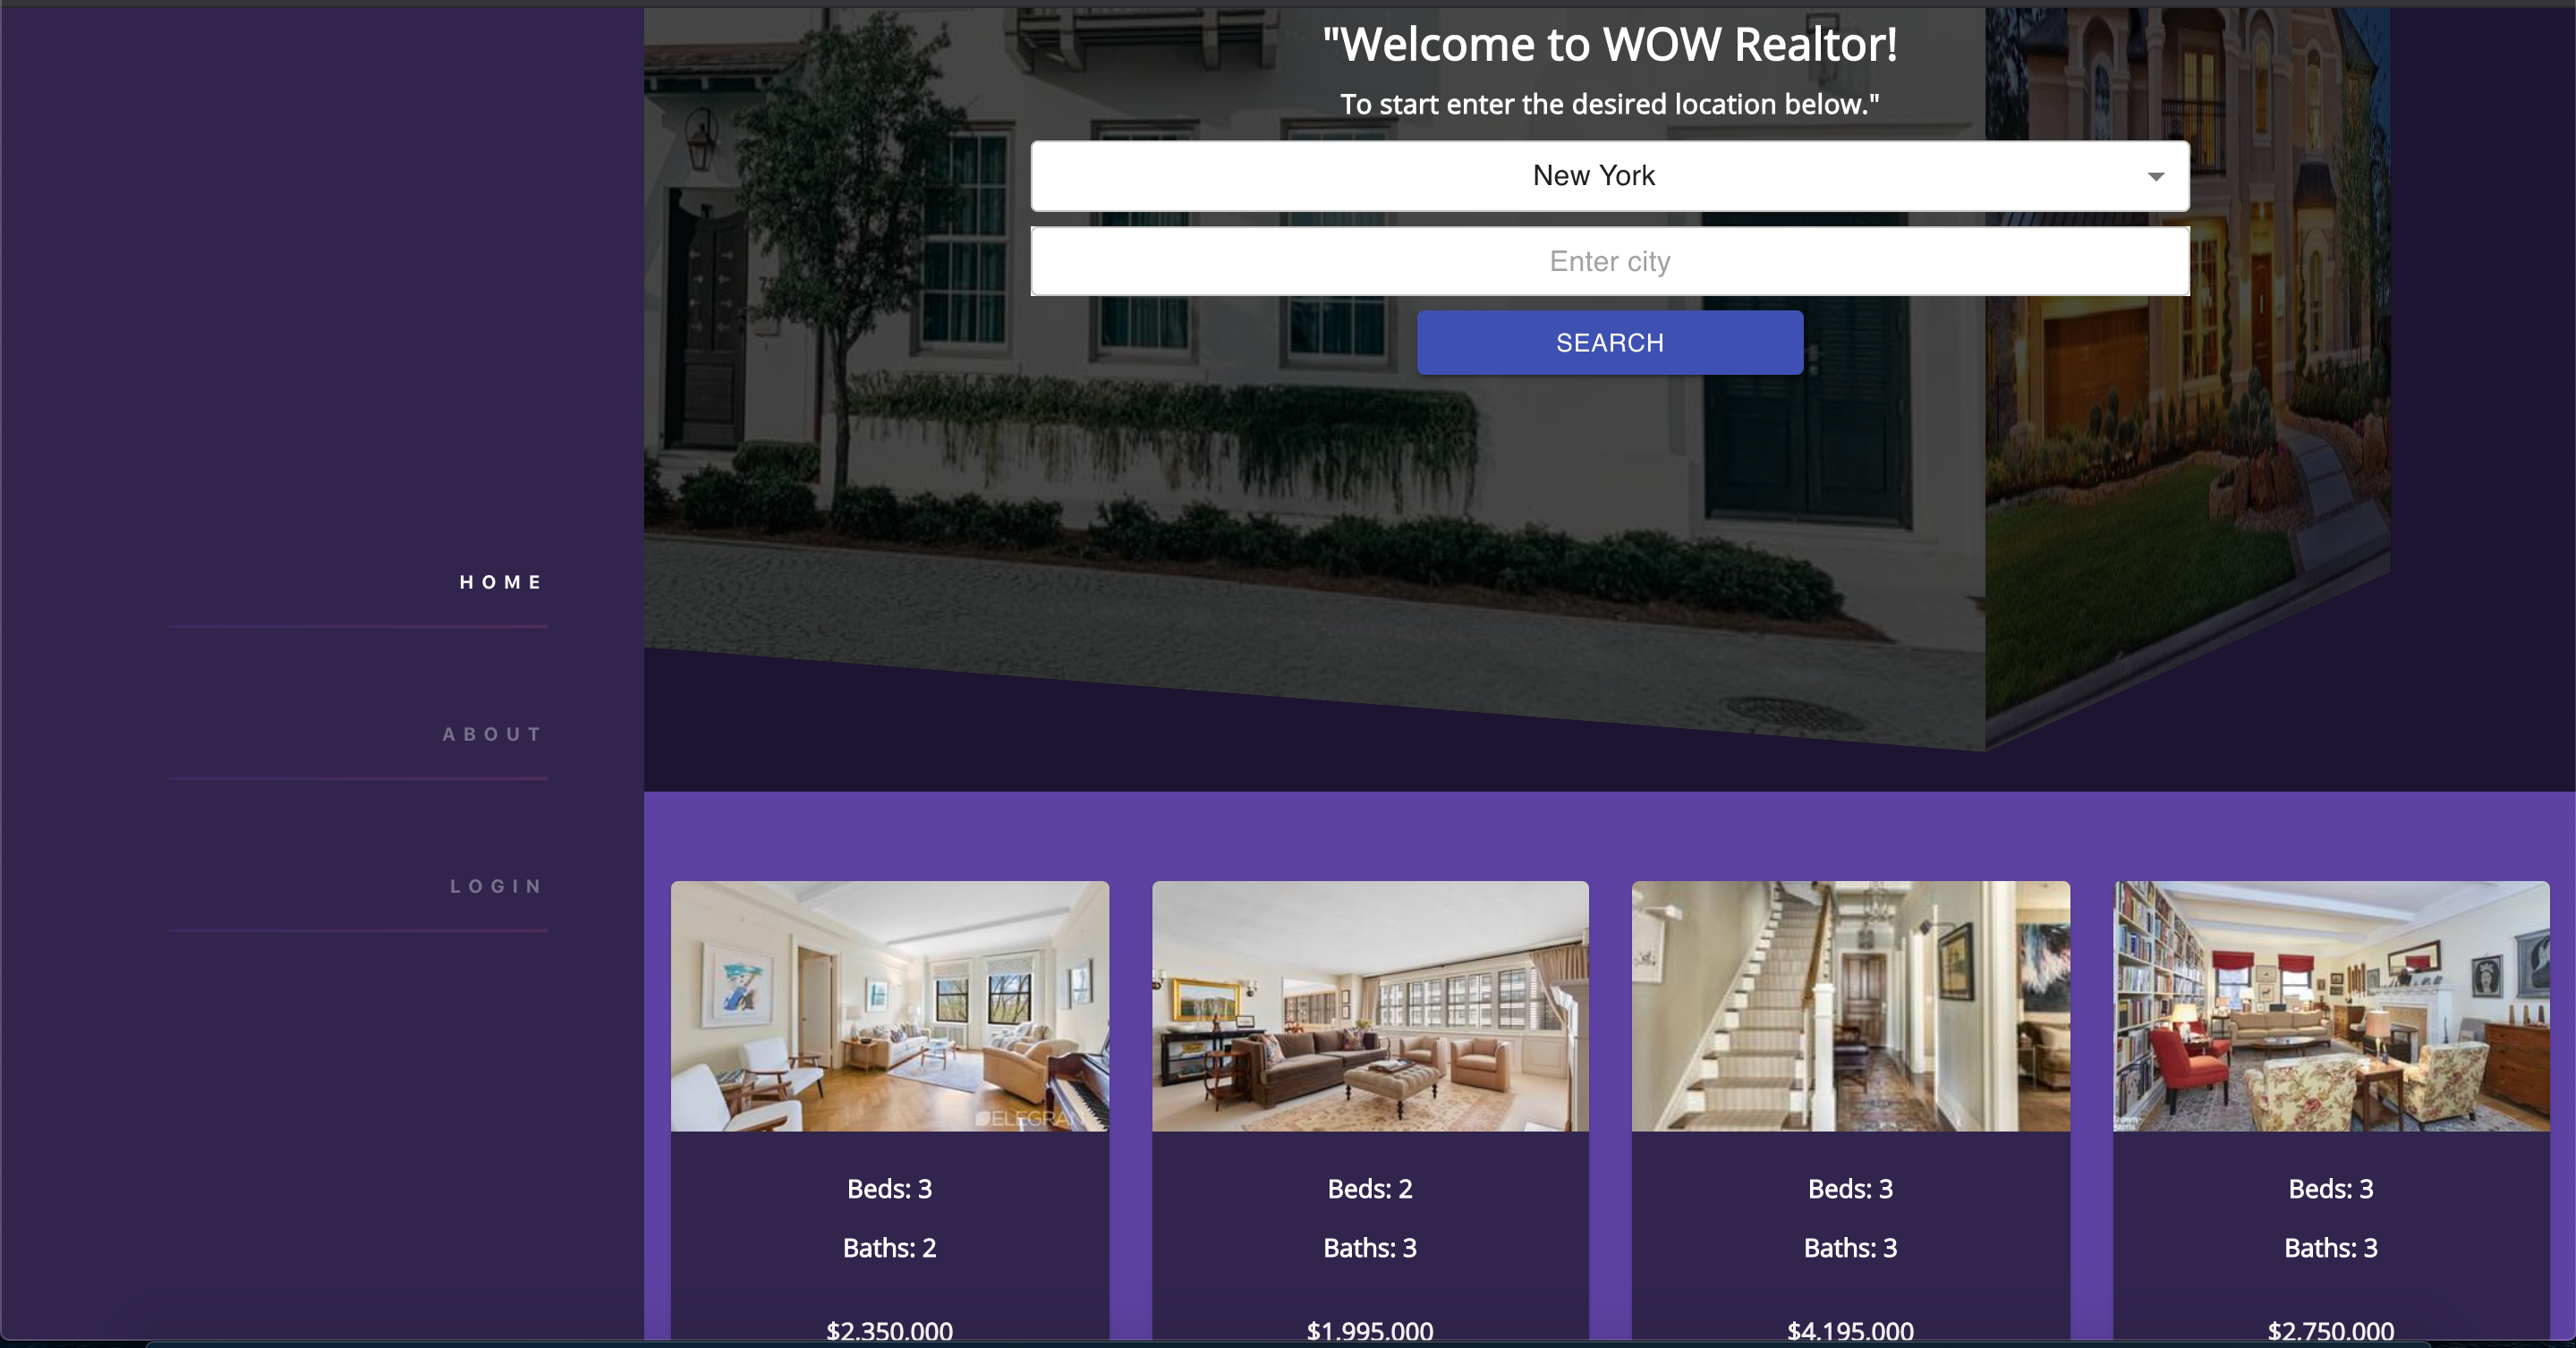 "Welcome to WOW Realtor!
To start enter the desired location below."
New York
Enter city
SEARCH
HOME
ABOUT
LOGIN
ELEGRAN
Beds: 3
Baths: 2
$2,350,000
Beds: 2
Baths: 3
$1,995,000
Beds: 3
Baths: 3
$4,195,000
Beds: 3
Baths: 3
$2,750,000